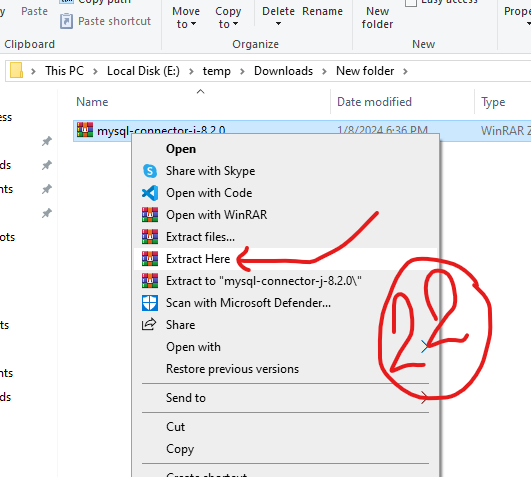 Copy path
Easy access
Paste
Paste shortcut
Move to
Copy to
Delete
Rename
New folder
Proper
Clipboard
Organize
New
This PC > Local Disk (E:) > temp > Downloads > New folder >
Name
Date modified
Type
ess
mysql-connector-j-8.2.0
1/8/2024 6:36 PM
WinRAR Z
Open
Share with Skype
ds
Open with Code
nts
Open with WinRAR
Extract files...
ots
Extract Here
Extract to "mysql-connector-j-8.2.0\"
Scan with Microsoft Defender...
Share
22
Open with
Restore previous versions
nts
Send to
ds
Cut
Copy
Create shortcut